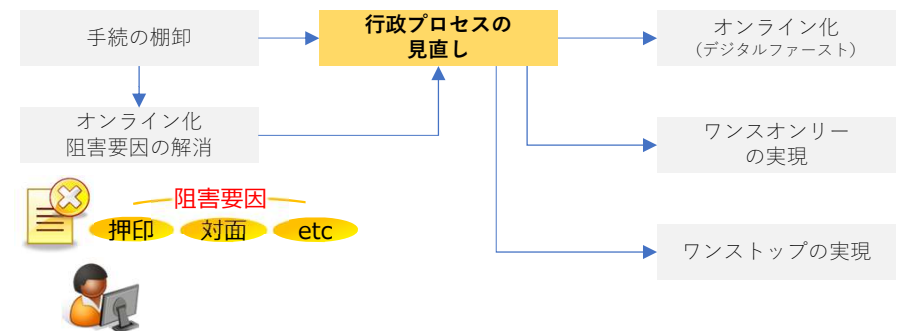 手続の棚卸
行政プロセスの
見直し
オンライン化
(デジタルファースト)
オンライン化
阻害要因の解消
ワンスオンリー
の実現
阻害要因
押印
対面
etc
ワンストップの実現